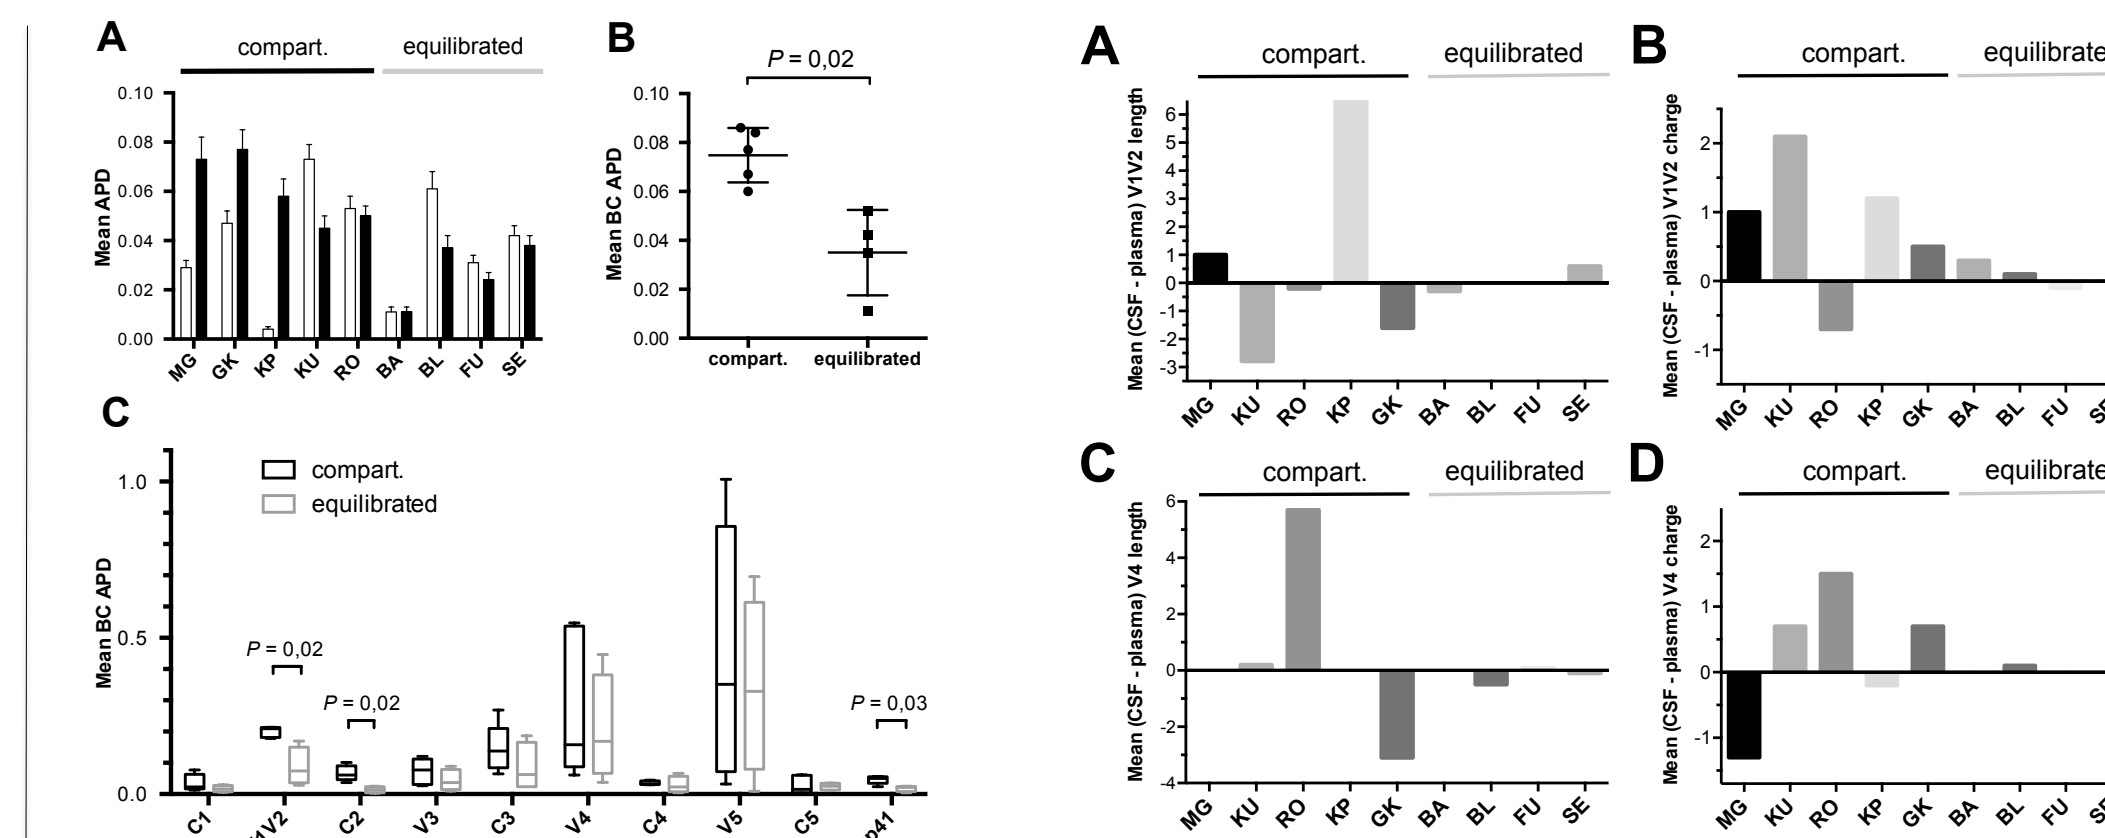 A
compart.
equilibrated
Mean APD
0.10
0.08
0.06
0.04
0.02
0.00
MG
GK
KP
KU
RO
BA
BL
FU
SE
B
P = 0,02
Mean BC APD
0.10
0.08
0.06
0.04
0.02
0.00
compart.
equilibrated
C
compart.
equilibrated
Mean BC APD
1.0
0.5
0.0
P = 0,02
P = 0,02
P = 0,03
C1
1V2
C2
V3
C3
V4
C4
V5
C5
p41
A
compart.
equilibrated
Mean (CSF - plasma) V1V2 length
6
5
4
3
2
1
0
-1
-2
-3
MG
KU
RO
KP
GK
BA
BL
FU
SE
B
compart.
equilibrate
Mean (CSF - plasma) V1V2 charge
2
1
0
-1
MG
KU
RO
KP
GK
BA
BL
FU
SE
C
compart.
equilibrated
Mean (CSF - plasma) V4 length
6
4
2
0
-2
-4
MG
KU
RO
KP
GK
BA
BL
FU
SE
D
compart.
equilibrate
Mean (CSF - plasma) V4 charge
2
1
0
-1
MG
KU
RO
KP
GK
BA
BL
FU
SE